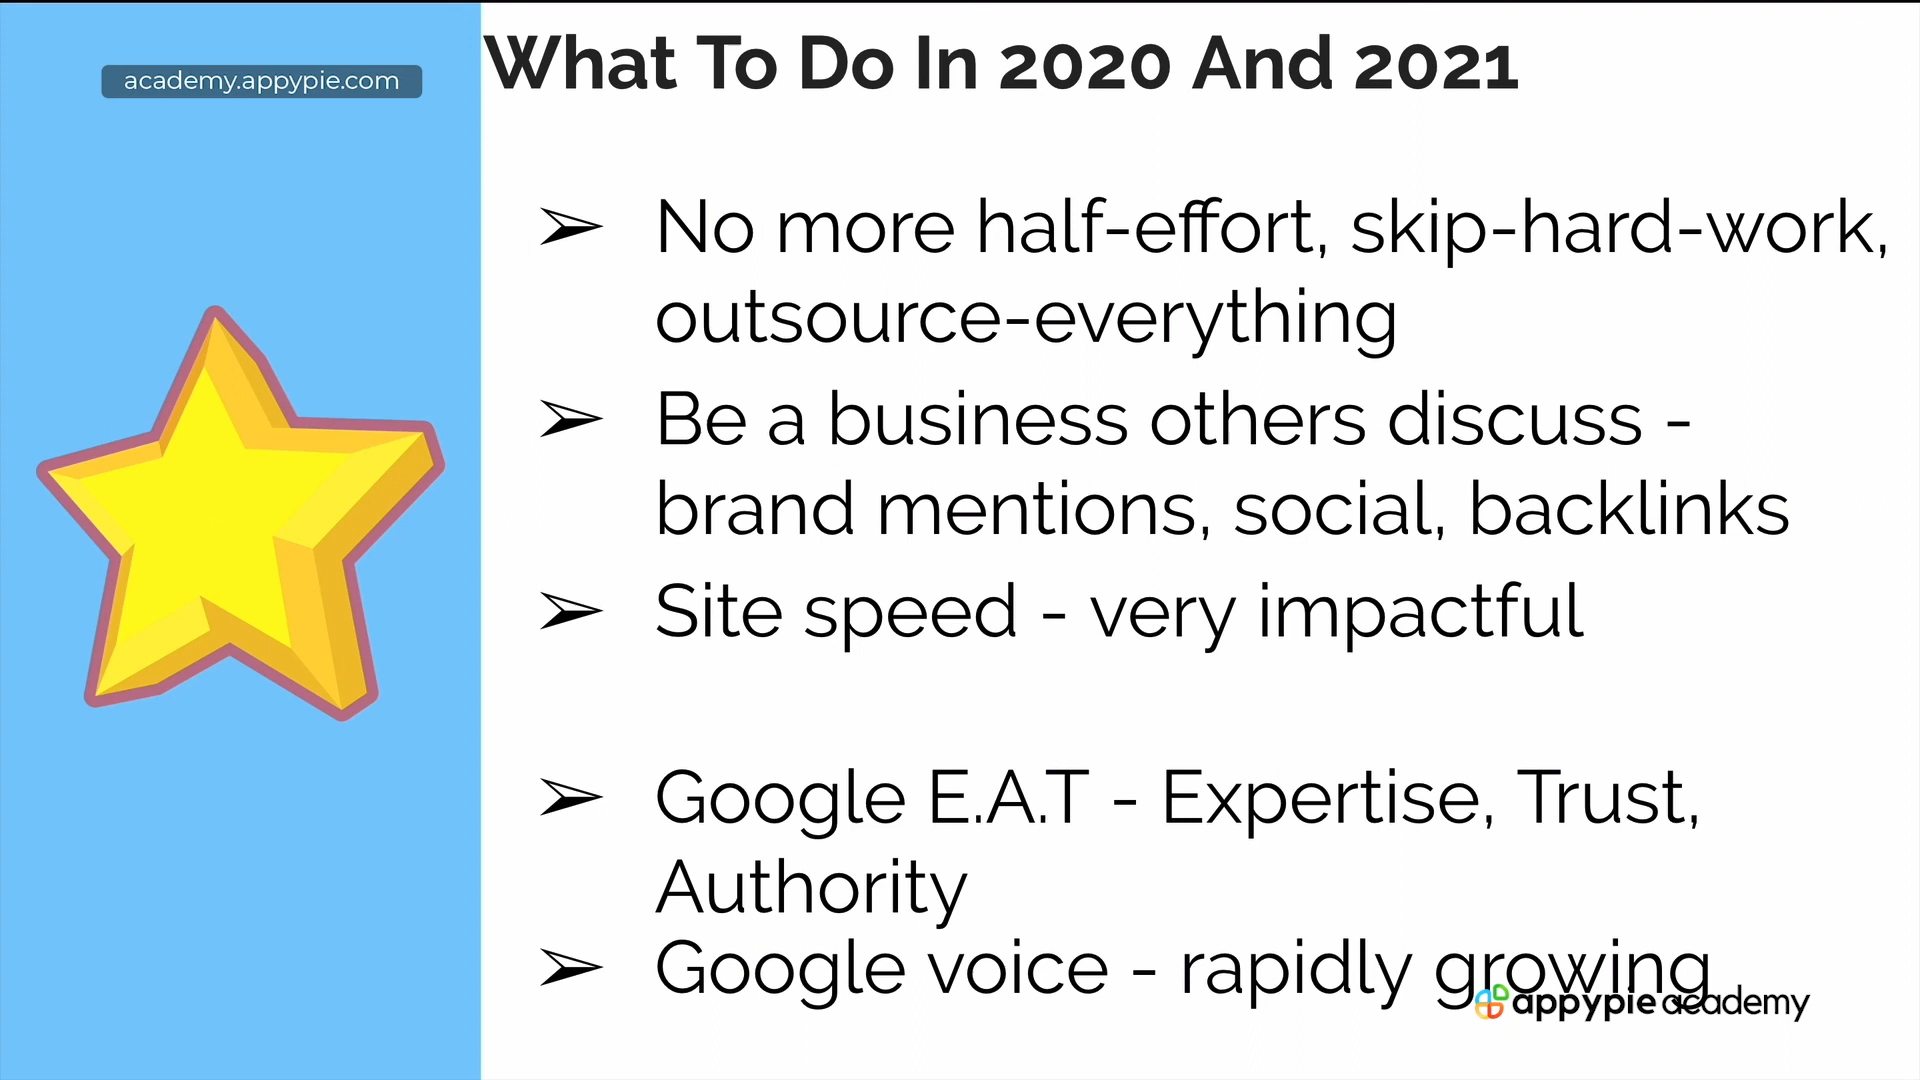 academy.appypie.com
What To Do In 2020 And 2021
➢ No more half-effort, skip-hard-work,
outsource-everything
➢ Be a business others discuss -
brand mentions, social, backlinks
➢ Site speed - very impactful
➢ Google E.A.T - Expertise, Trust,
Authority
➢ Google voice - rapidly growing
appypie academy